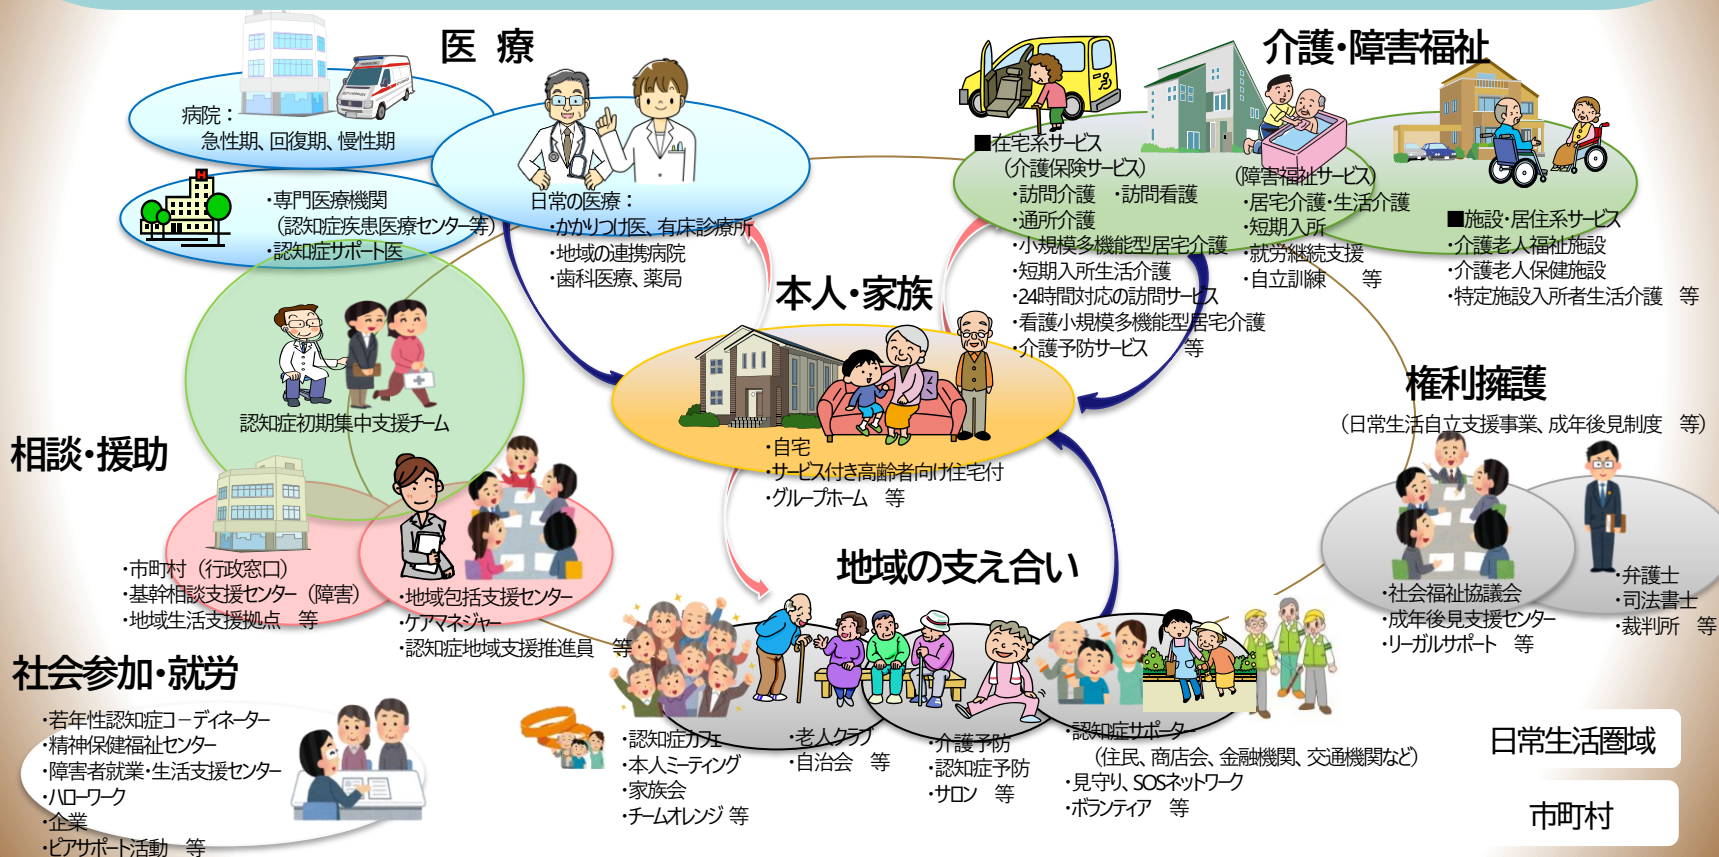 医 療
病院：
急性期、回復期、慢性期
・専門医療機関
（認知症疾患医療センター等）
・認知症サポート医
日常の医療：
・かかりつけ医、有床診療所
・地域の連携病院
・歯科医療、薬局
介護・障害福祉
■在宅系サービス
（介護保険サービス）
・訪問介護 ・訪問看護
・通所介護
・小規模多機能型居宅介護
・短期入所生活介護
・24時間対応の訪問サービス
・看護小規模多機能型居宅介護
・介護予防サービス 等
（障害福祉サービス）
・居宅介護・生活介護
・短期入所
・就労継続支援
・自立訓練 等
■施設・居住系サービス
・介護老人福祉施設
・介護老人保健施設
・特定施設入所者生活介護 等
本人・家族
・自宅
・サービス付き高齢者向け住宅付
・グループホーム 等
認知症初期集中支援チーム
相談・援助
・市町村（行政窓口）
・基幹相談支援センター（障害）
・地域生活支援拠点 等
・地域包括支援センター
・ケアマネジャー
・認知症地域支援推進員 等
権利擁護
（日常生活自立支援事業、成年後見制度 等）
・社会福祉協議会
・成年後見支援センター
・リーガルサポート 等
・弁護士
・司法書士
・裁判所 等
地域の支え合い
・認知症カフェ
・本人ミーティング
・家族会
・チームオレンジ 等
・老人クラブ
・自治会 等
・介護予防
・認知症予防
・サロン 等
・認知症サポーター
（住民、商店会、金融機関、交通機関など）
・見守り、SOSネットワーク
・ボランティア 等
社会参加・就労
・若年性認知症コーディネーター
・精神保健福祉センター
・障害者就業・生活支援センター
・ハローワーク
・企業
・ピアサポート活動 等
日常生活圏域
市町村